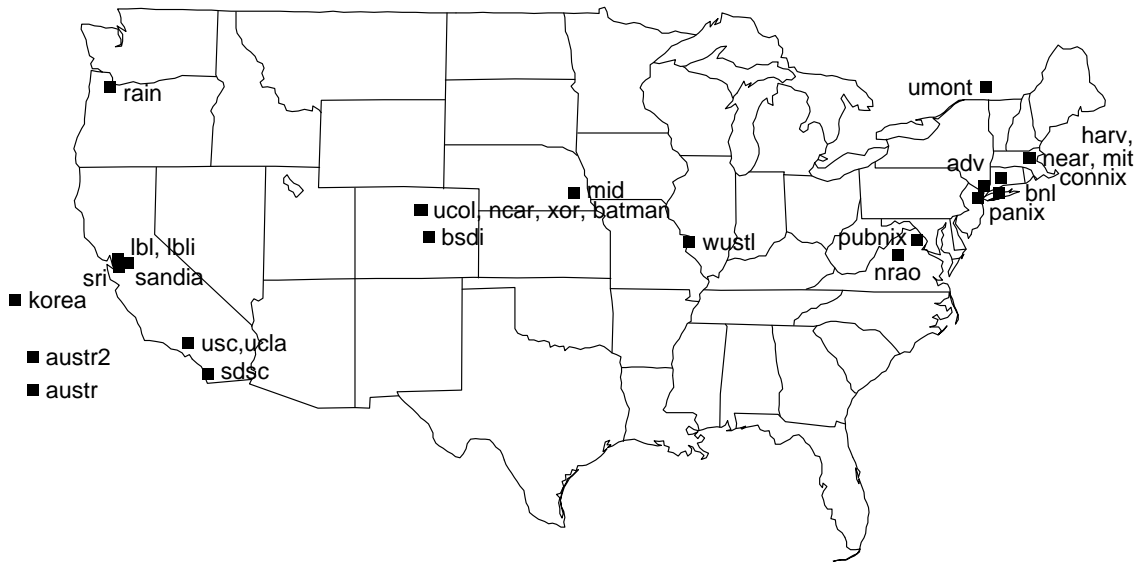 umont
rain
harv,
near, mit
adv
connix
mid
bnl
ucol, ncar, xor, batman
panix
bsdi
wustl
pubnix
lbl, lbli
nrao
sri
sandia
korea
usc,ucla
austr2
sdsc
austr